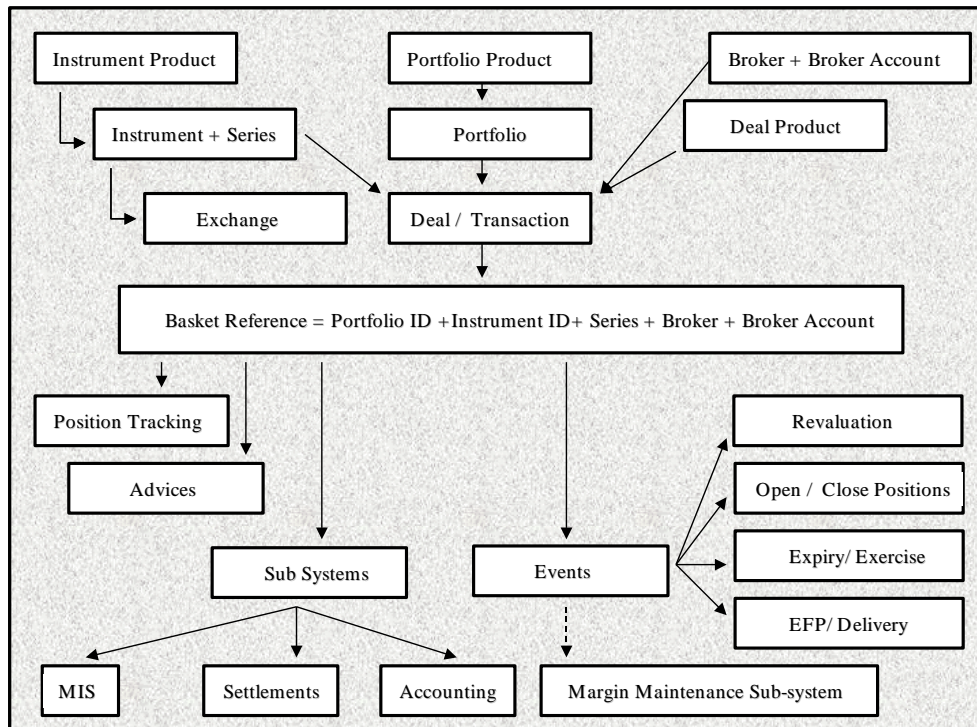 Instrument Product
Portfolio Product
Broker + Broker Account
Instrument + Series
Portfolio
Deal Product
Exchange
Deal / Transaction
Basket Reference = Portfolio ID +Instrument ID+ Series + Broker + Broker Account
Position Tracking
Revaluation
Advices
Open / Close Positions
Sub Systems
Events
Expiry/ Exercise
EFP/ Delivery
MIS
Settlements
Accounting
Margin Maintenance Sub-system